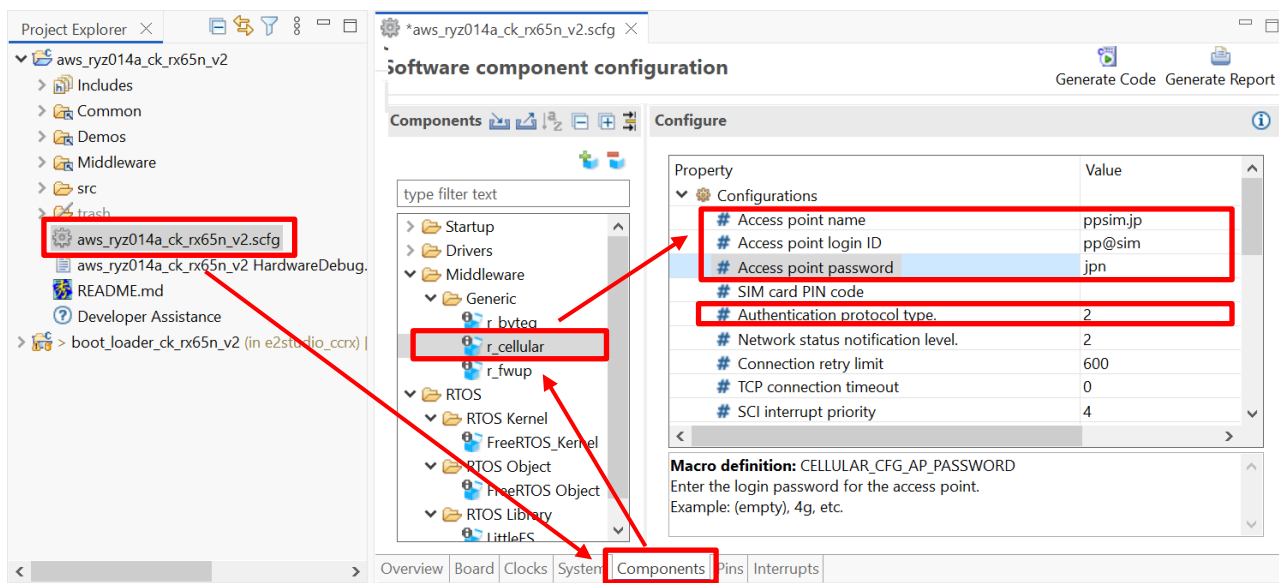 Project Explorer
aws_ryz014a_ck_rx65n_v2
Includes
Common
Demos
Middleware
src
trash
aws_ryz014a_ck_rx65n_v2.scfg
aws_ryz014a_ck_rx65n_v2 HardwareDebug.
README.md
Developer Assistance
> boot_loader_ck_rx65n_v2 (in e2studio_ccrx) |
*aws_ryz014a_ck_rx65n_v2.scfg
Software component configuration
Generate Code Generate Report
Components
type filter text
Startup
Drivers
Middleware
Generic
r_byteq
r_cellular
r_fwup
RTOS
RTOS Kernel
FreeRTOS_Kernel
RTOS Object
FreeRTOS Object
RTOS Library
LittleFS
Configure
Property Value
Configurations
# Access point name ppsim.jp
# Access point login ID pp@sim
# Access point password jpn
# SIM card PIN code
# Authentication protocol type. 2
# Network status notification level. 2
# Connection retry limit 600
# TCP connection timeout 0
# SCI interrupt priority 4
Macro definition: CELLULAR_CFG_AP_PASSWORD
Enter the login password for the access point.
Example: (empty), 4g, etc.
Overview Board Clocks System Components Pins Interrupts